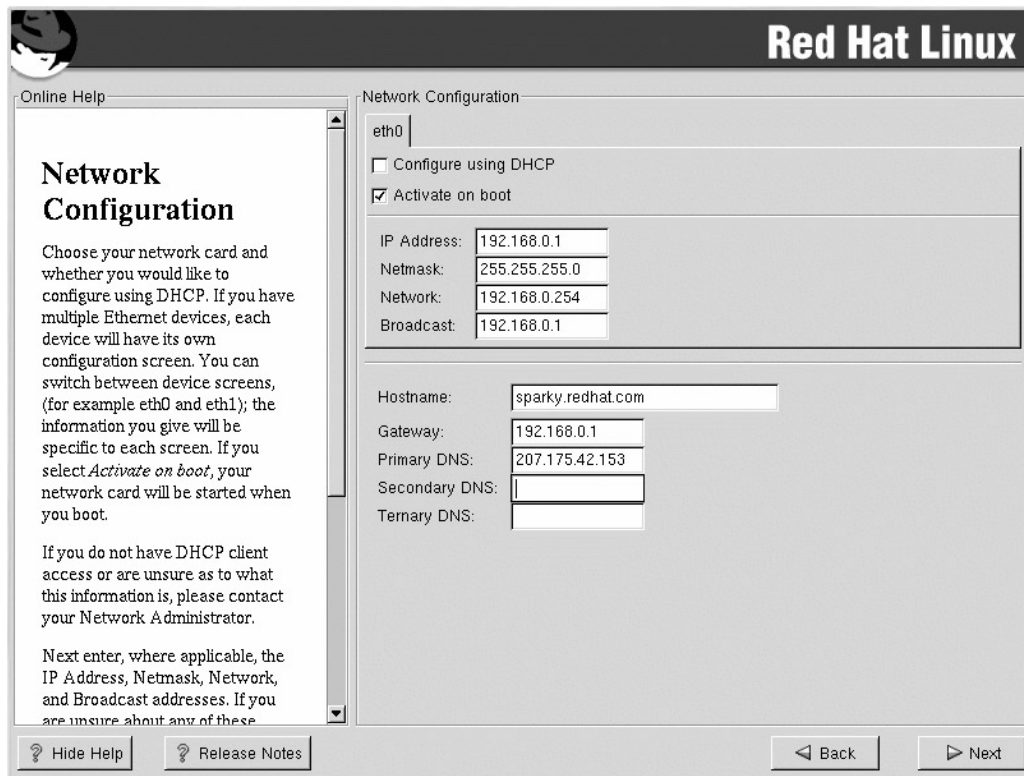 Red Hat Linux
Online Help
Network
Configuration
Choose your network card and
whether you would like to
configure using DHCP. If you have
multiple Ethernet devices, each
device will have its own
configuration screen. You can
switch between device screens,
(for example eth0 and eth1); the
information you give will be
specific to each screen. If you
select Activate on boot, your
network card will be started when
you boot.
If you do not have DHCP client
access or are unsure as to what
this information is, please contact
your Network Administrator.
Next enter, where applicable, the
IP Address, Netmask, Network,
and Broadcast addresses. If you
are unsure about any of these
Network Configuration
eth0
Configure using DHCP
Activate on boot
IP Address: 192.168.0.1
Netmask: 255.255.255.0
Network: 192.168.0.254
Broadcast: 192.168.0.1
Hostname: sparky.redhat.com
Gateway: 192.168.0.1
Primary DNS: 207.175.42.153
Secondary DNS:
Ternary DNS:
? Hide Help ? Release Notes Back Next